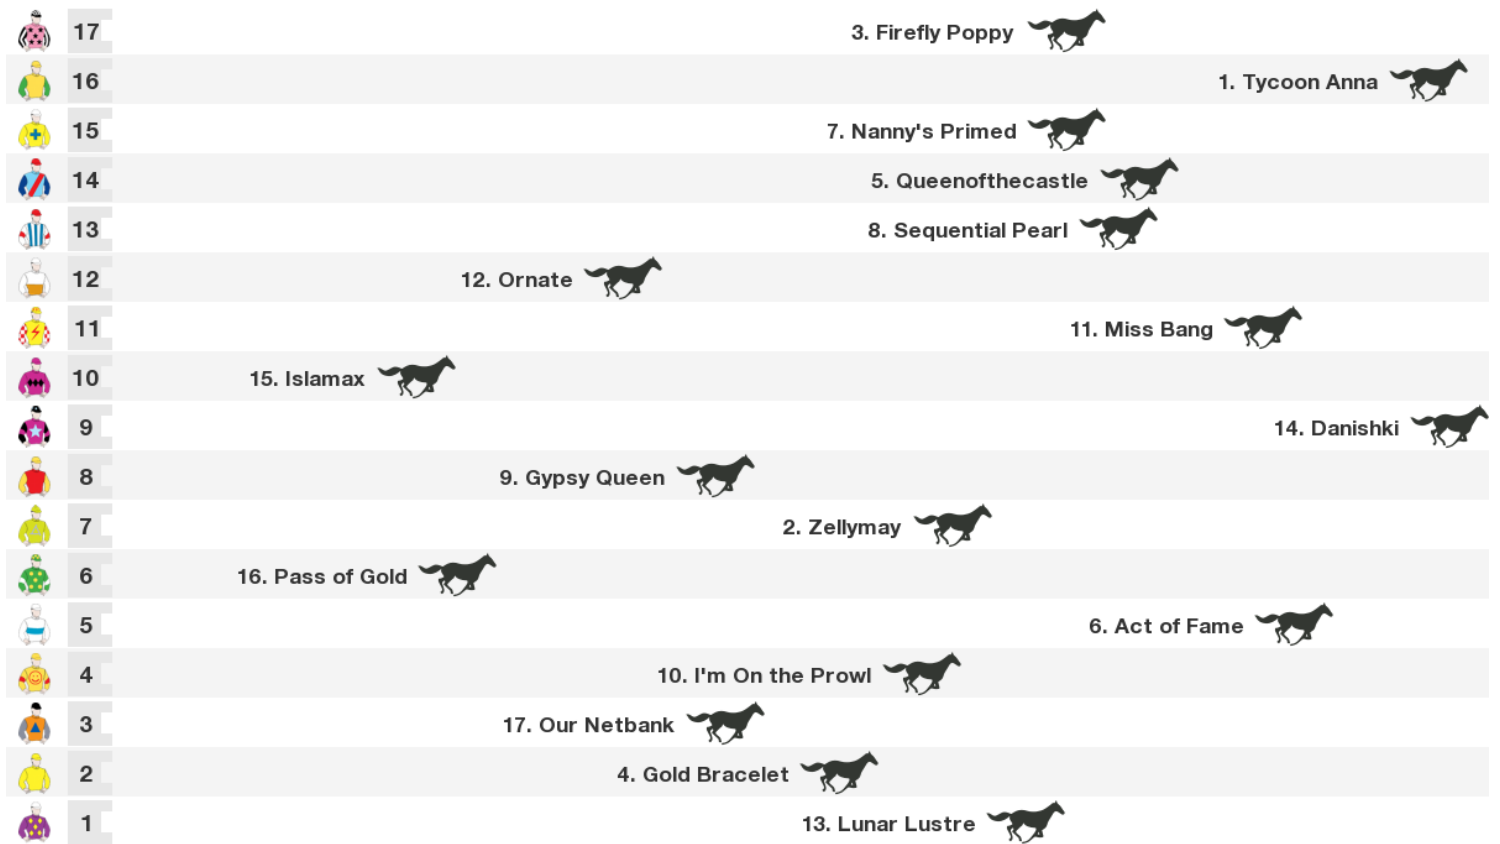 17 3. Firefly Poppy
16 1. Tycoon Anna
15 7. Nanny's Primed
14 5. Queenofthecastle
13 8. Sequential Pearl
12 12. Ornate
11 11. Miss Bang
10 15. Islamax
9 14. Danishki
8 9. Gypsy Queen
7 2. Zellymay
6 16. Pass of Gold
5 6. Act of Fame
4 10. I'm On the Prowl
3 17. Our Netbank
2 4. Gold Bracelet
1 13. Lunar Lustre